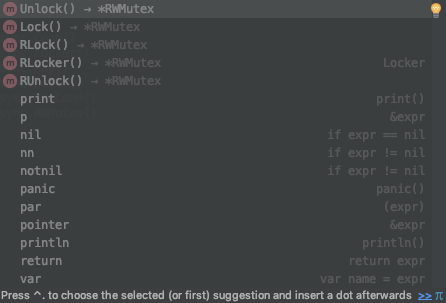 m Unlock() → *RWMutex
m Lock() → *RWMutex
m RLock() → *RWMutex
m RLocker() → *RWMutex Locker
m RUnlock() → *RWMutex
print print()
p &expr
nil if expr == nil
nn if expr != nil
notnil if expr != nil
panic panic()
par (expr)
pointer &expr
println println()
return return expr
var var name = expr
Press ^. to choose the selected (or first) suggestion and insert a dot afterwards >> π